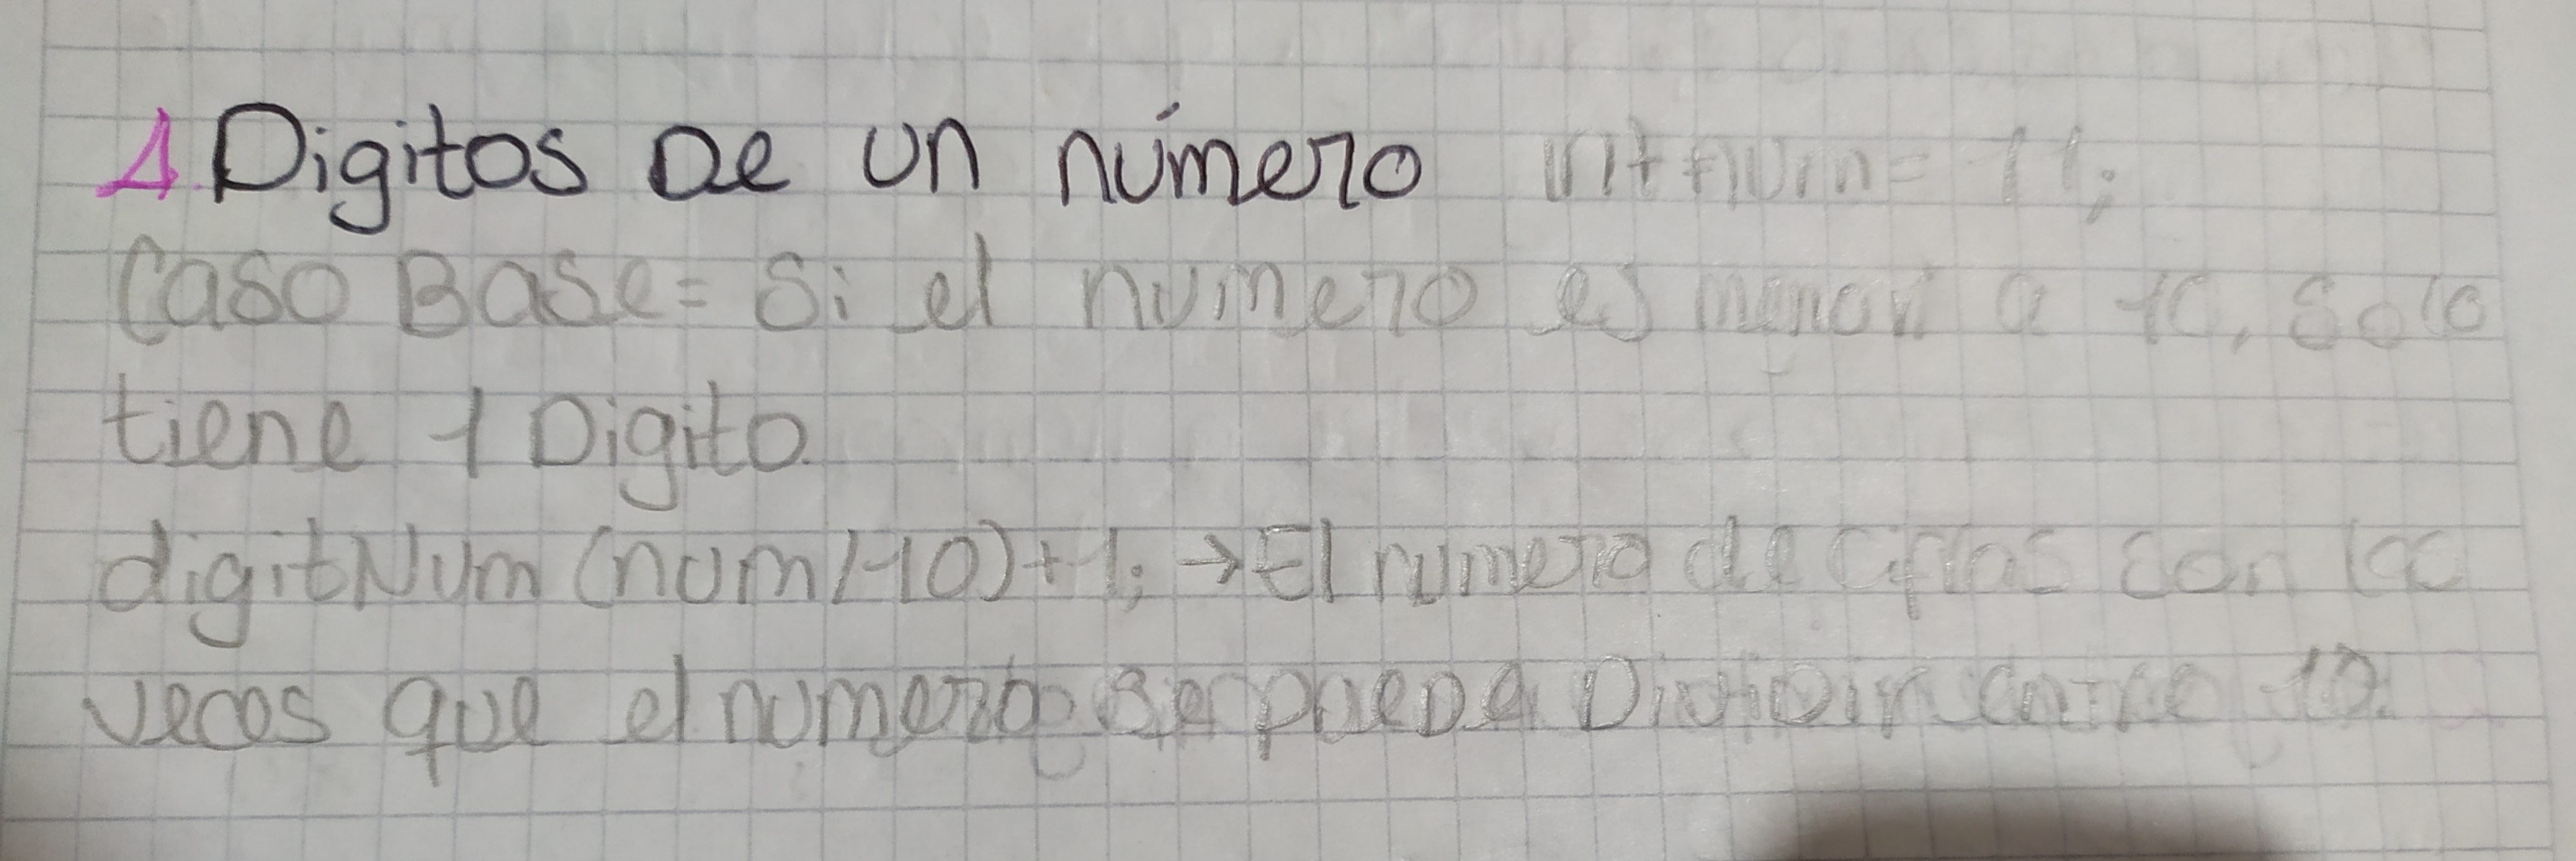 1. Digitos De un número int num= 11;
Caso Base= Si el numero es menor a 10, Solo
tiene 1 Digito.
digitNum (num/10)+1; → El numero de cifras son las
veces que el numero se puede Dividir entre 10.